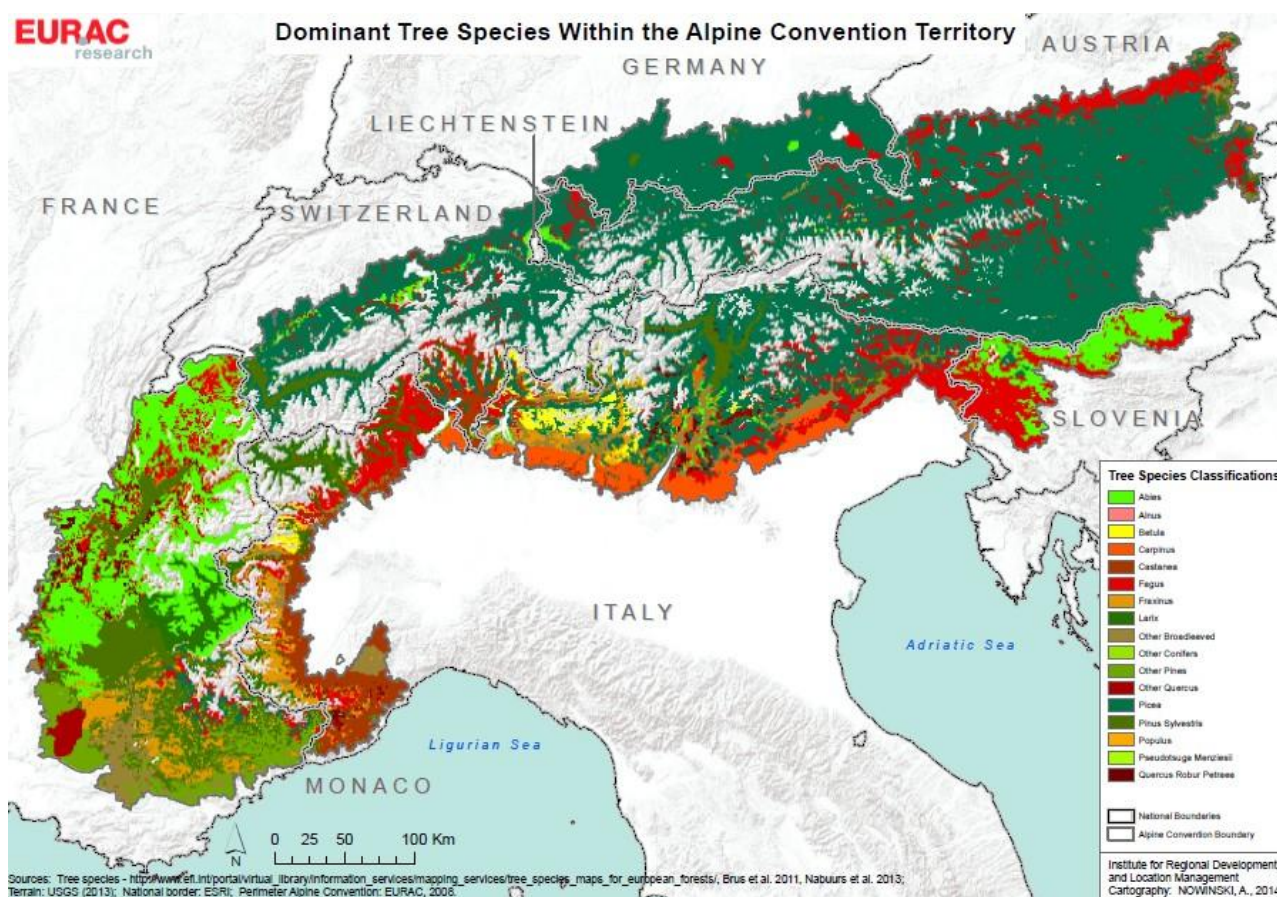 EURAC
research
Dominant Tree Species Within the Alpine Convention Territory
AUSTRIA
GERMANY
LIECHTENSTEIN
FRANCE
SWITZERLAND
SLOVENIA
Tree Species Classifications
Abies
Alnus
Betula
Carpinus
Castanea
Fagus
Fraxinus
Larix
Other Broadleaved
Other Conifers
Other Pines
Other Quercus
Picea
Pinus Sylvestris
Populus
Pseudotsuga Menziesii
Quercus Robur Petraea
National Boundaries
Alpine Convention Boundary
ITALY
Adriatic Sea
Ligurian Sea
MONACO
0 25 50 100 Km
N
Institute for Regional Development
and Location Management
Cartography: NOWINSKI, A., 2014
Sources: Tree species - http://www.efi.int/portal/virtual_library/information_services/mapping_services/tree_species_maps_for_european_forests/, Brus et al. 2011, Nabuurs et al. 2013;
Terrain: USGS (2013); National border: ESRI; Perimeter Alpine Convention: EURAC, 2006.